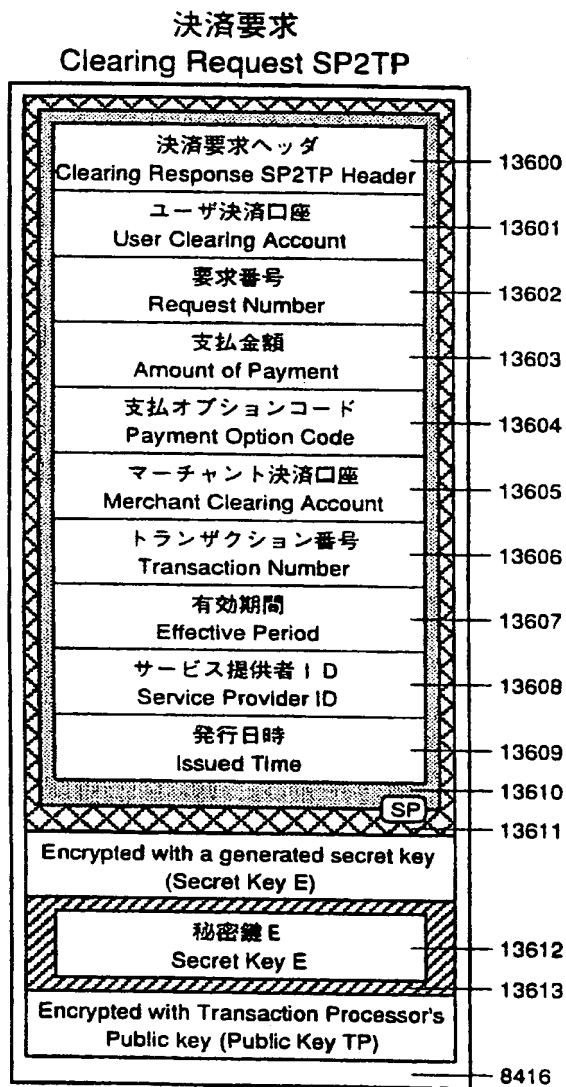 決済要求
Clearing Request SP2TP
決済要求ヘッダ
Clearing Response SP2TP Header
13600
ユーザ決済口座
User Clearing Account
13601
要求番号
Request Number
13602
支払金額
Amount of Payment
13603
支払オプションコード
Payment Option Code
13604
マーチャント決済口座
Merchant Clearing Account
13605
トランザクション番号
Transaction Number
13606
有効期間
Effective Period
13607
サービス提供者ID
Service Provider ID
13608
発行日時
Issued Time
13609
13610
SP
13611
Encrypted with a generated secret key
(Secret Key E)
秘密鍵E
Secret Key E
13612
13613
Encrypted with Transaction Processor's
Public key (Public Key TP)
8416